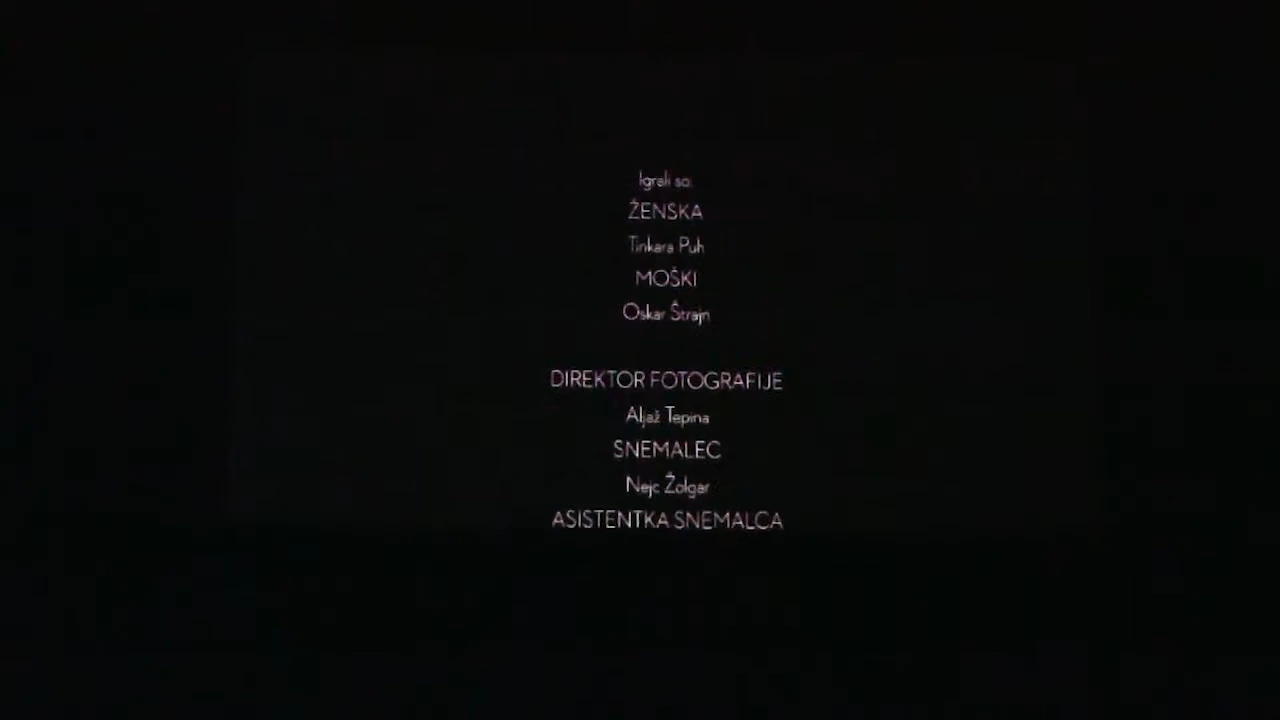 Igrali so:
ŽENSKA
Tinkara Puh
MOŠKI
Oskar Štrajn
DIREKTOR FOTOGRAFIJE
Aljaž Tepina
SNEMALEC
Nejc Žolgar
ASISTENTKA SNEMALCA